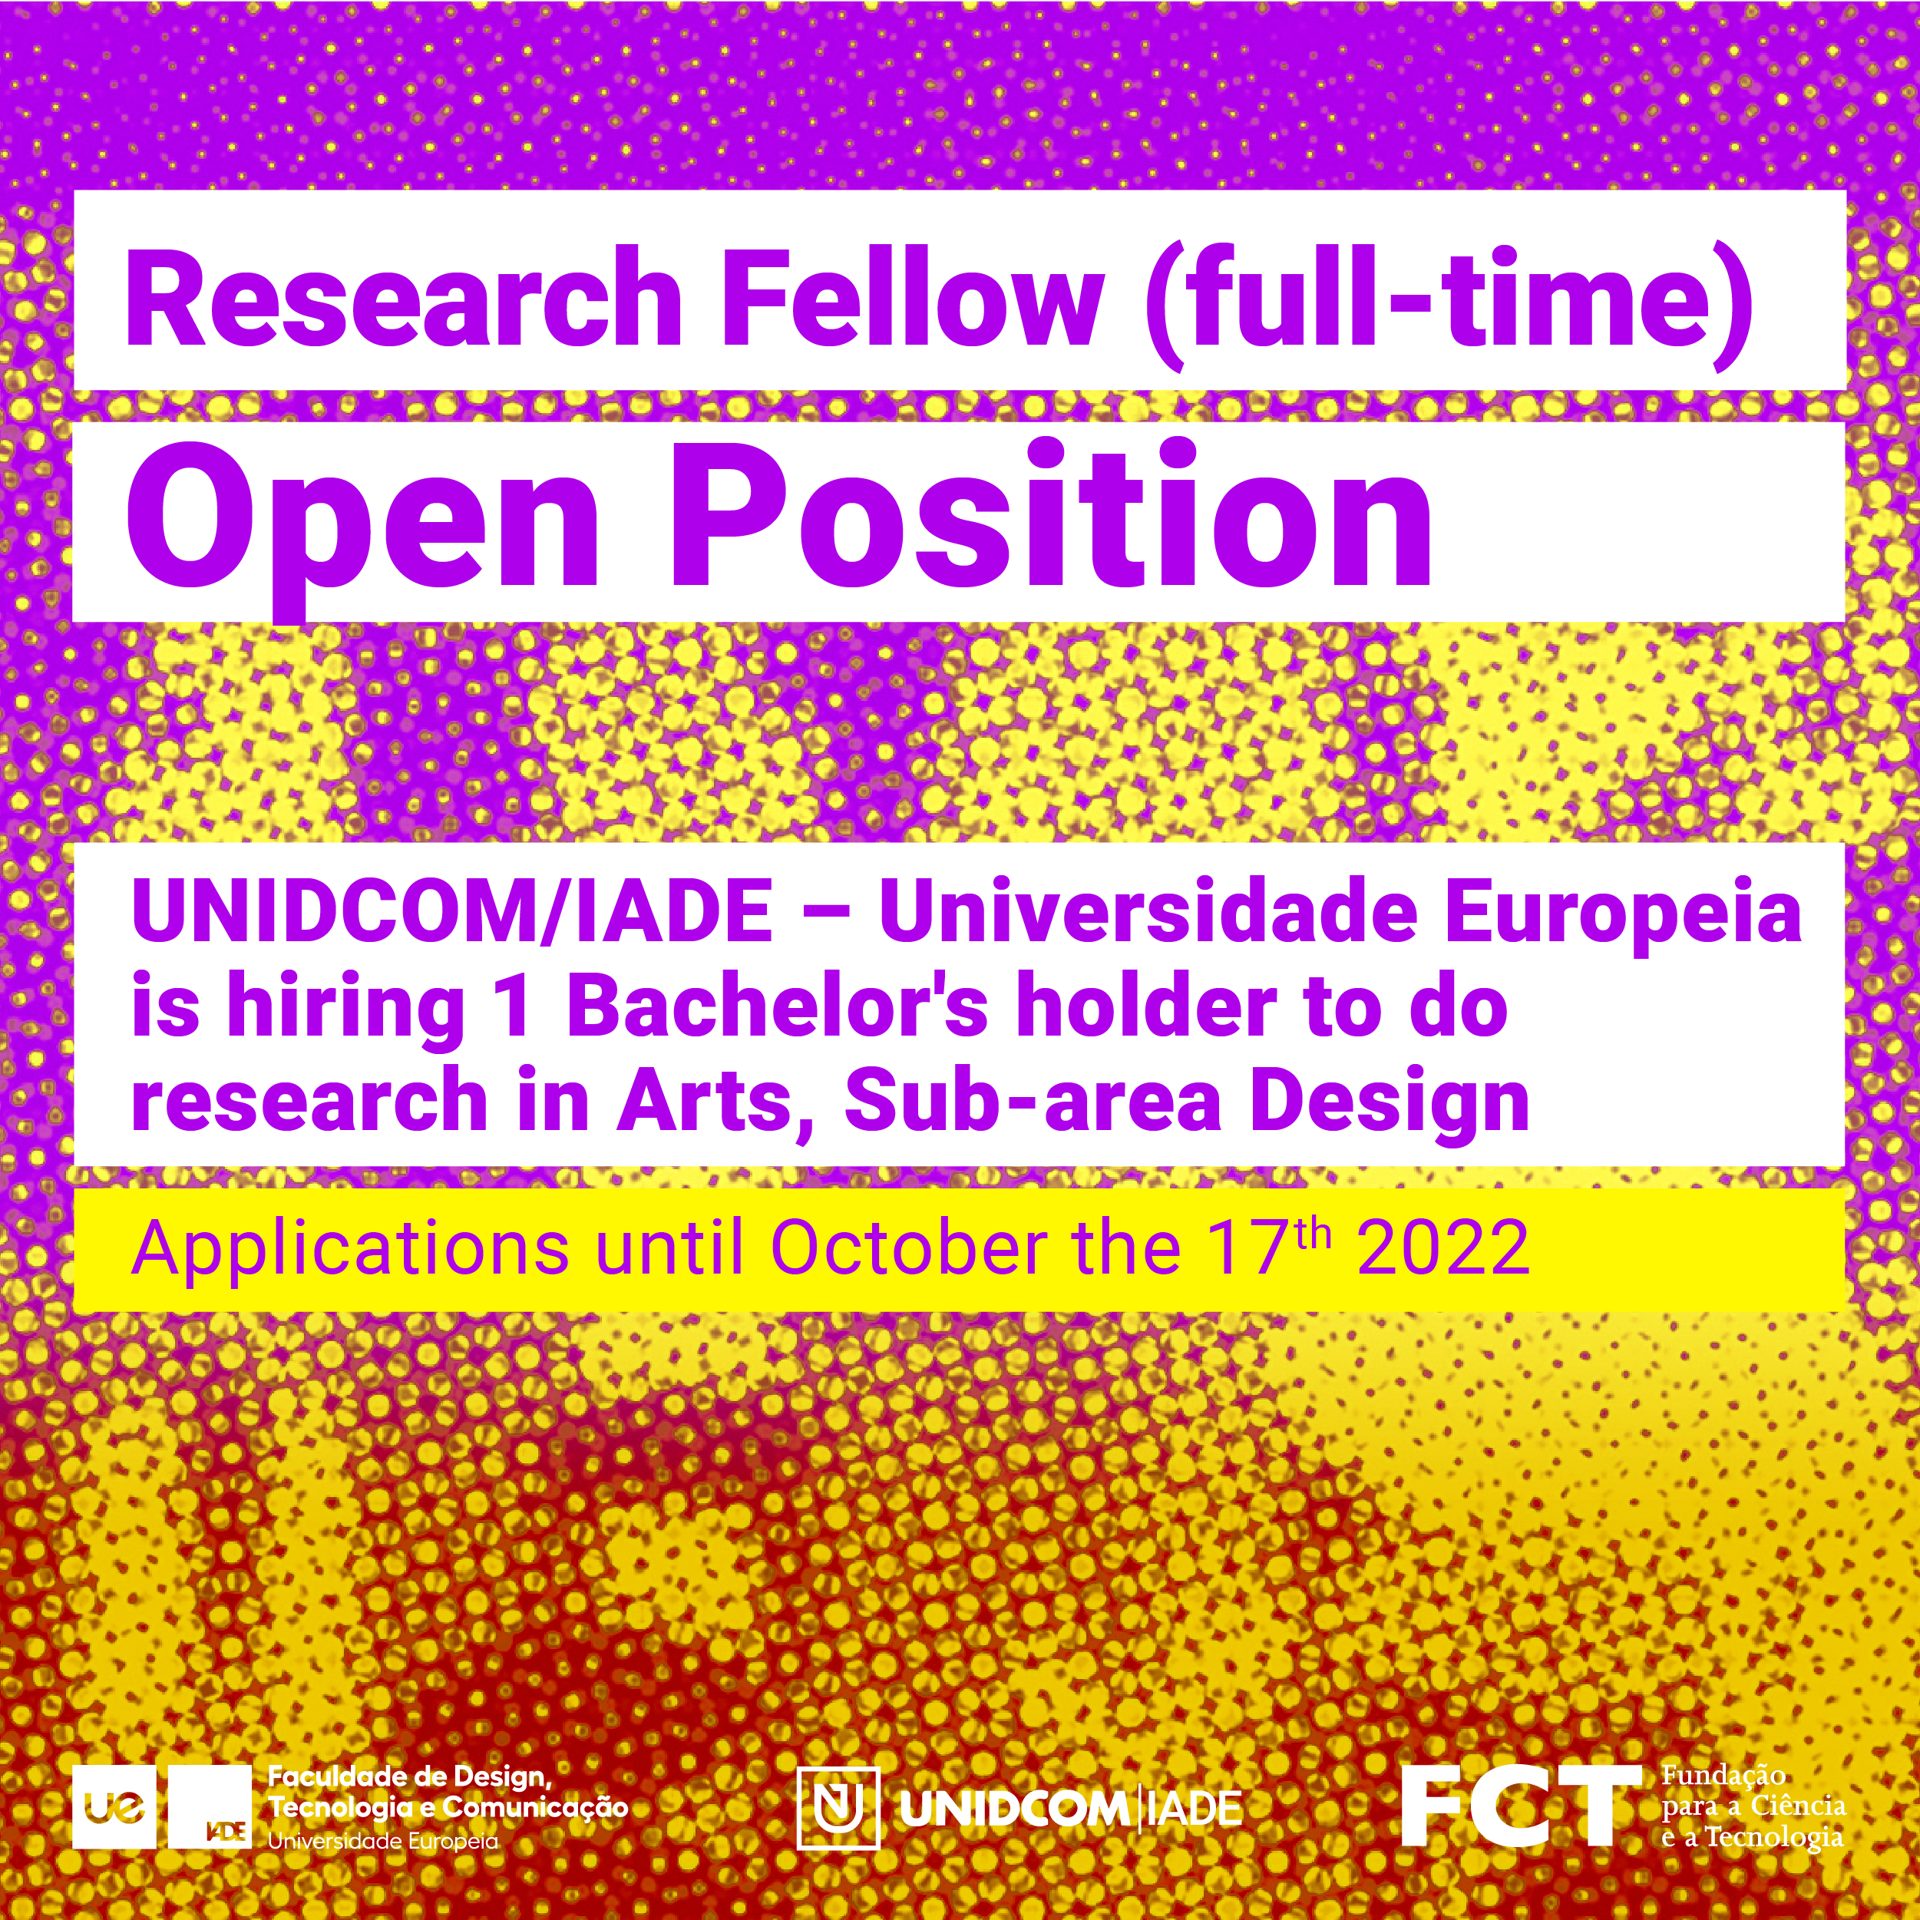 Research Fellow (full-time)
Open Position
UNIDCOM/IADE – Universidade Europeia
is hiring 1 Bachelor's holder to do
research in Arts, Sub-area Design
Applications until October the 17th 2022
ue
IADE
Faculdade de Design,
Tecnologia e Comunicação
Universidade Europeia
UNIDCOM|IADE
FCT
Fundação
para a Ciência
e a Tecnologia